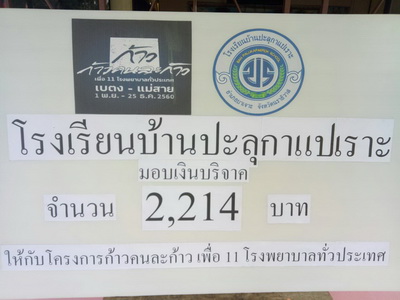 ก้าว
ก้าวคนละก้าว
เพื่อ 11 โรงพยาบาลทั่วประเทศ
เบตง - แม่สาย
1 พ.ย. - 25 ธ.ค. 2560
โรงเรียนบ้านปะลุกาแปเราะ
โรงเรียนบ้านปะลุกาแปเราะ
มอบเงินบริจาค
จำนวน 2,214 บาท
ให้กับโครงการก้าวคนละก้าว เพื่อ 11 โรงพยาบาลทั่วประเทศ